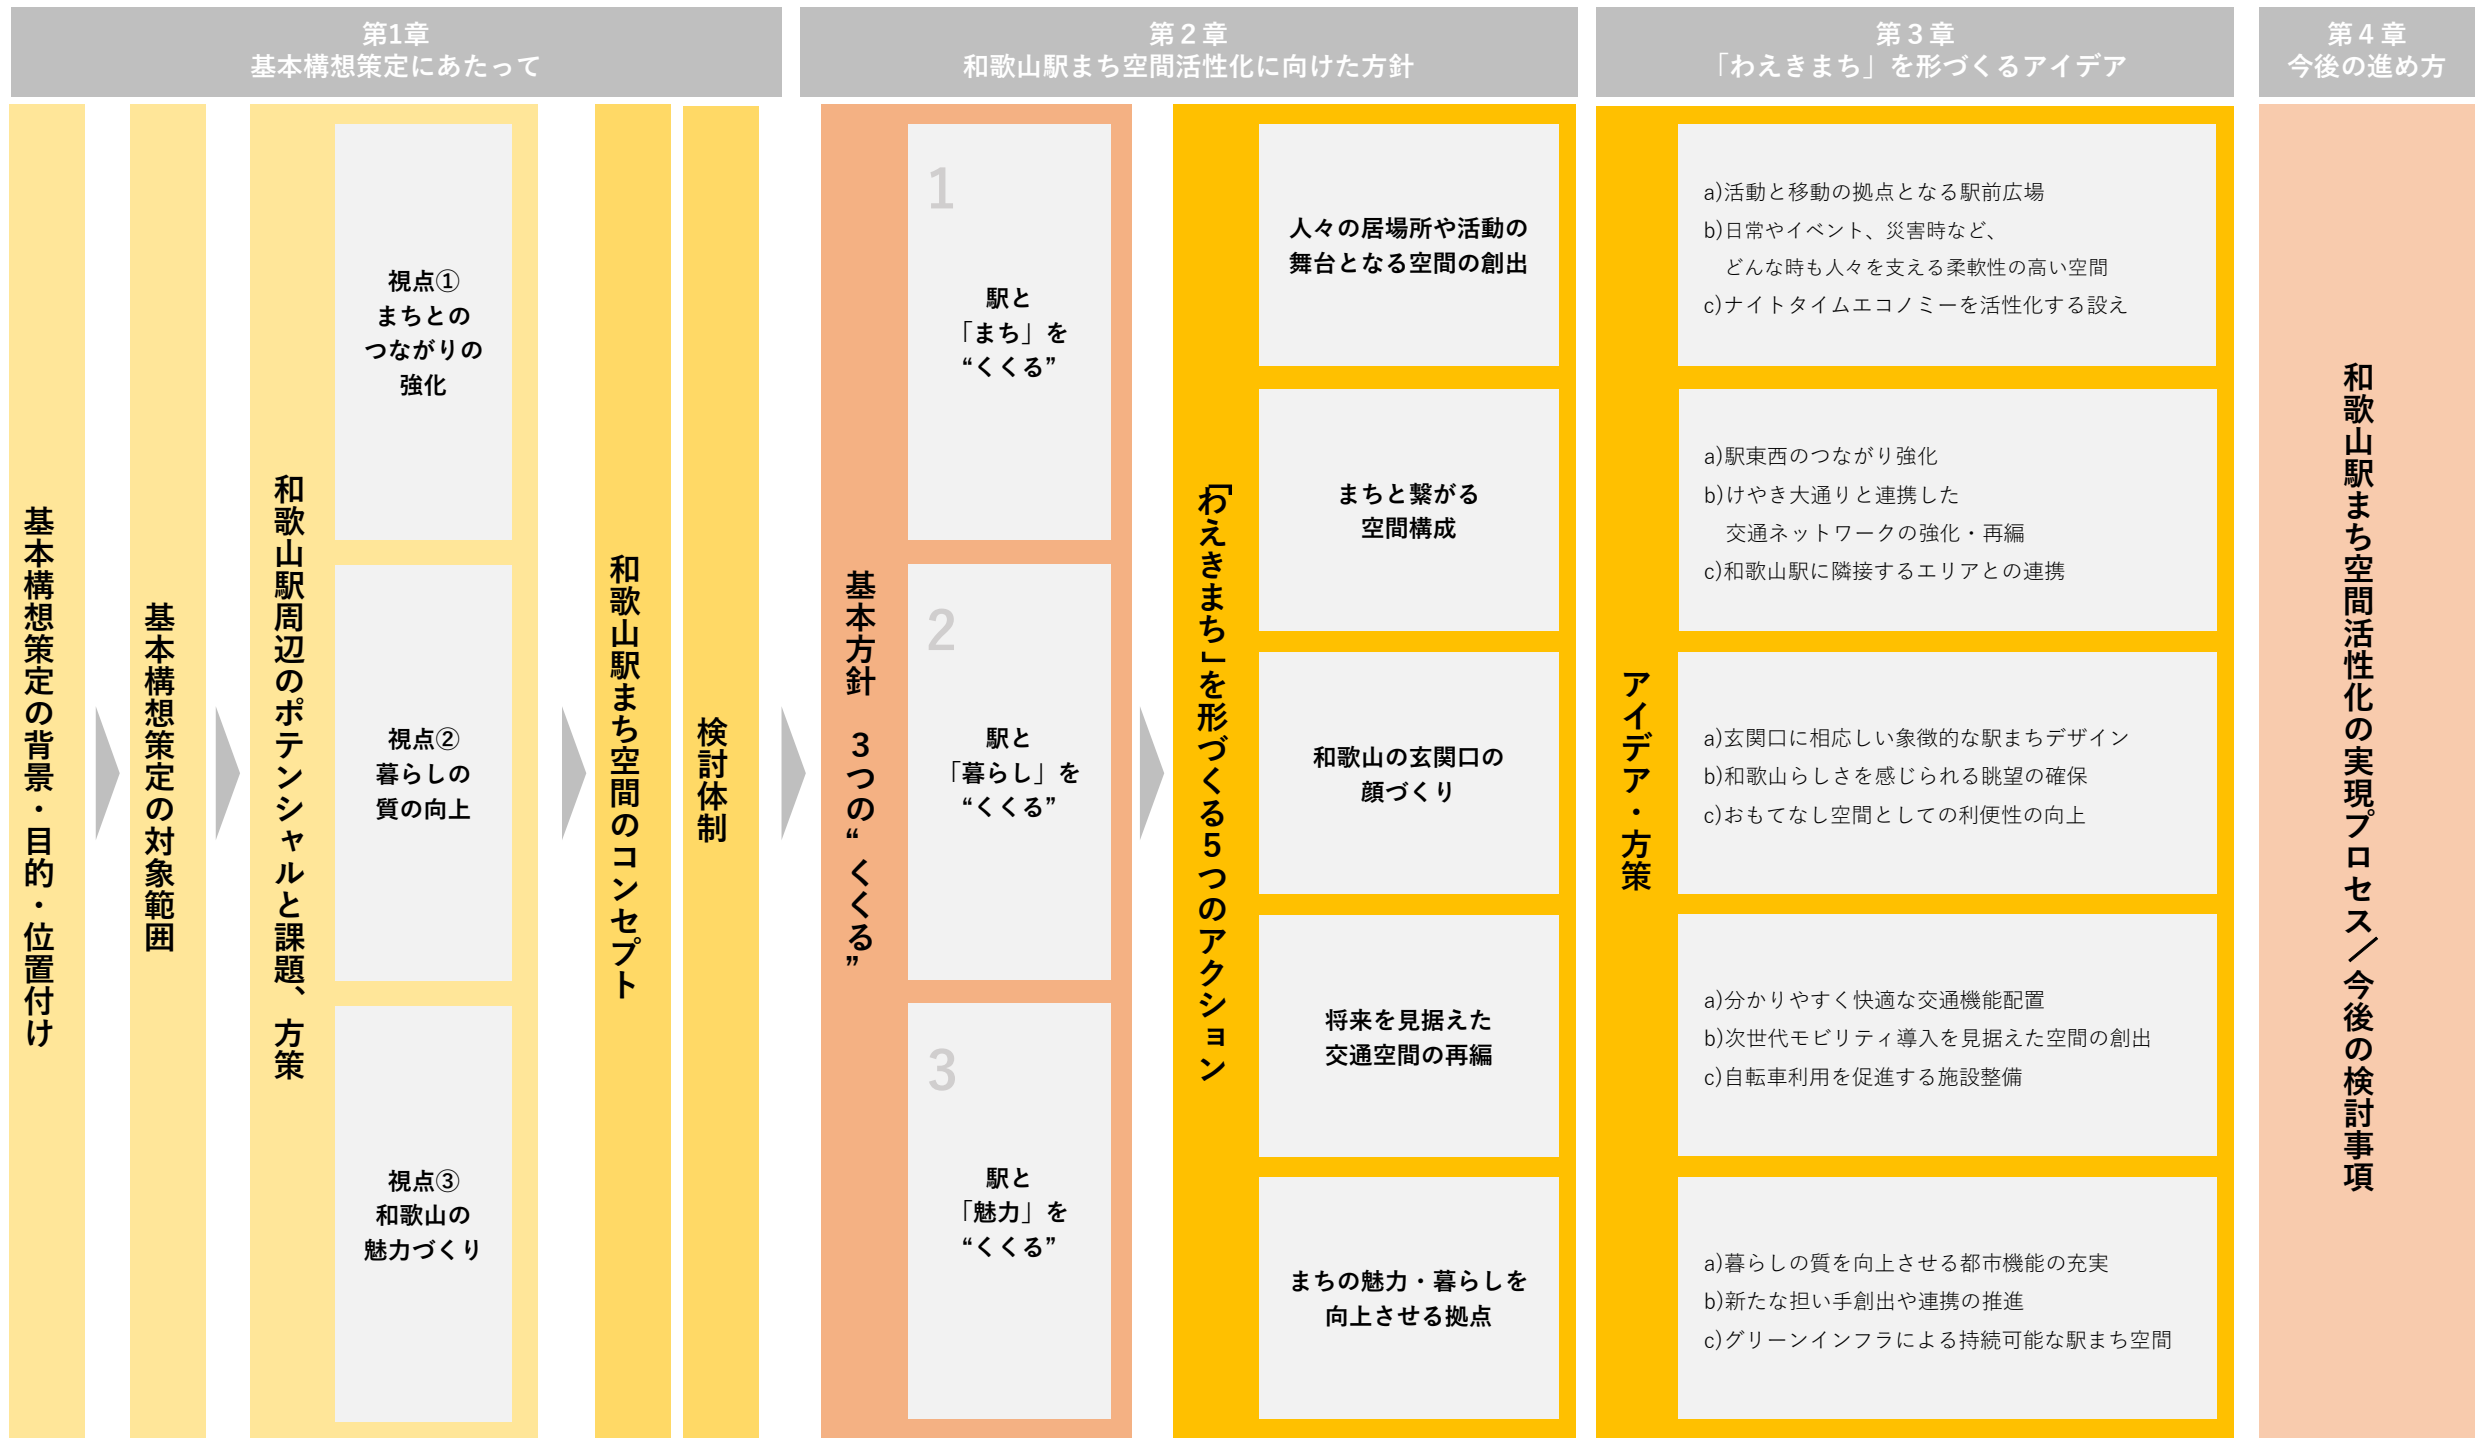 第1章
基本構想策定にあたって
基本構想策定の背景・目的・位置付け
基本構想策定の対象範囲
和歌山駅周辺のポテンシャルと課題、方策
視点①
まちとの
つながりの
強化
視点②
暮らしの
質の向上
視点③
和歌山の
魅力づくり
和歌山駅まち空間のコンセプト
検討体制
第２章
和歌山駅まち空間活性化に向けた方針
基本方針　3つの“くくる”
1
駅と
「まち」を
“くくる”
2
駅と
「暮らし」を
“くくる”
3
駅と
「魅力」を
“くくる”
「わえきまち」を形づくる5つのアクション
人々の居場所や活動の
舞台となる空間の創出
まちと繋がる
空間構成
和歌山の玄関口の
顔づくり
将来を見据えた
交通空間の再編
まちの魅力・暮らしを
向上させる拠点
第３章
「わえきまち」を形づくるアイデア
アイデア・方策
a)活動と移動の拠点となる駅前広場
b)日常やイベント、災害時など、
どんな時も人々を支える柔軟性の高い空間
c)ナイトタイムエコノミーを活性化する設え
a)駅東西のつながり強化
b)けやき大通りと連携した
交通ネットワークの強化・再編
c)和歌山駅に隣接するエリアとの連携
a)玄関口に相応しい象徴的な駅まちデザイン
b)和歌山らしさを感じられる眺望の確保
c)おもてなし空間としての利便性の向上
a)分かりやすく快適な交通機能配置
b)次世代モビリティ導入を見据えた空間の創出
c)自転車利用を促進する施設整備
a)暮らしの質を向上させる都市機能の充実
b)新たな担い手創出や連携の推進
c)グリーンインフラによる持続可能な駅まち空間
第４章
今後の進め方
和歌山駅まち空間活性化の実現プロセス／今後の検討事項